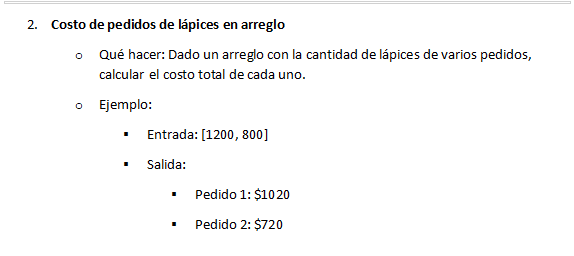 2. Costo de pedidos de lápices en arreglo
o Qué hacer: Dado un arreglo con la cantidad de lápices de varios pedidos,
calcular el costo total de cada uno.
o Ejemplo:
▪ Entrada: [1200, 800]
▪ Salida:
▪ Pedido 1: $1020
▪ Pedido 2: $720